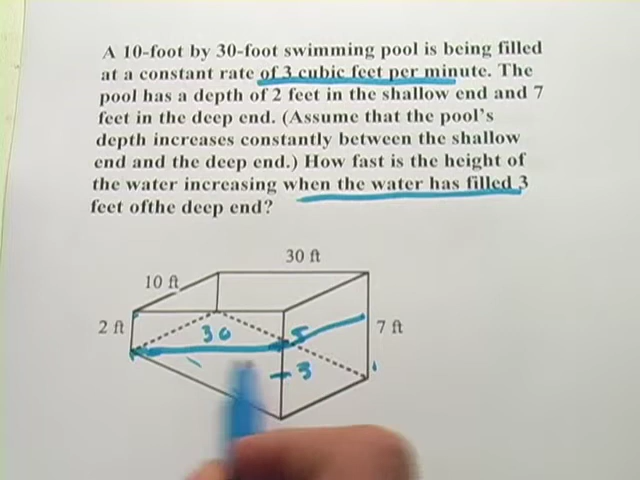 A 10-foot by 30-foot swimming pool is being filled
at a constant rate of 3 cubic feet per minute. The
pool has a depth of 2 feet in the shallow end and 7
feet in the deep end. (Assume that the pool's
depth increases constantly between the shallow
end and the deep end.) How fast is the height of
the water increasing when the water has filled 3
feet ofthe deep end?
30 ft
10 ft
2 ft
30
5
7 ft
3